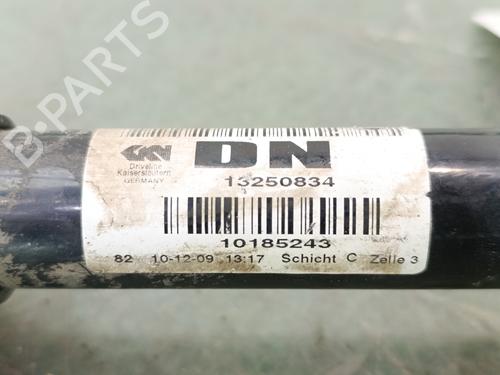 B-PARTS
GKN
DN
Driveline
Kaiserslautern
GERMANY
13250834
10185243
82 10-12-09 13:17 Schicht C Zelle 3